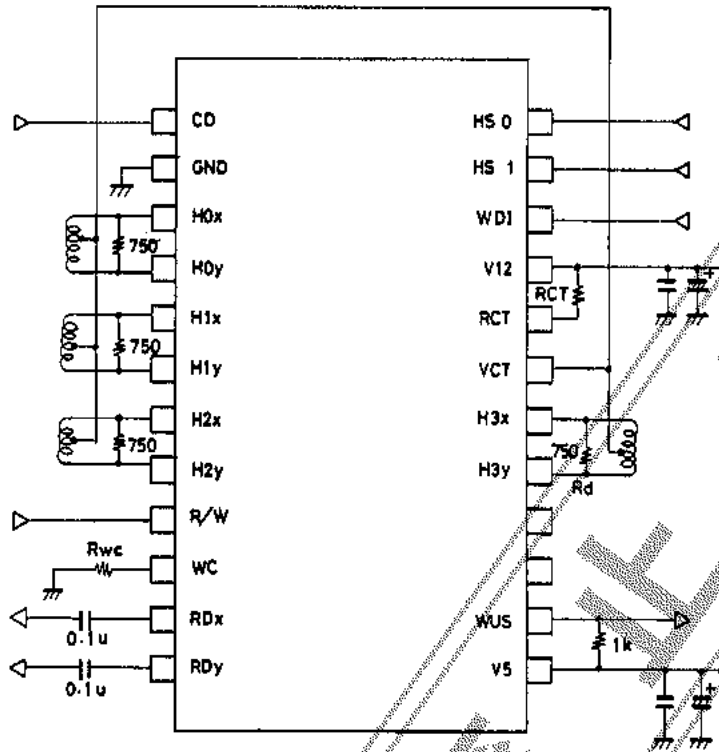 CD
GND
H0x
750
H0y
H1x
750
H1y
H2x
750
H2y
R/W
Rwc
WC
RDx
0.1u
RDy
0.1u
HS 0
HS 1
WDI
V12
RCT
RCT
VCT
H3x
750
H3y
Rd
WUS
1k
V5
+
+